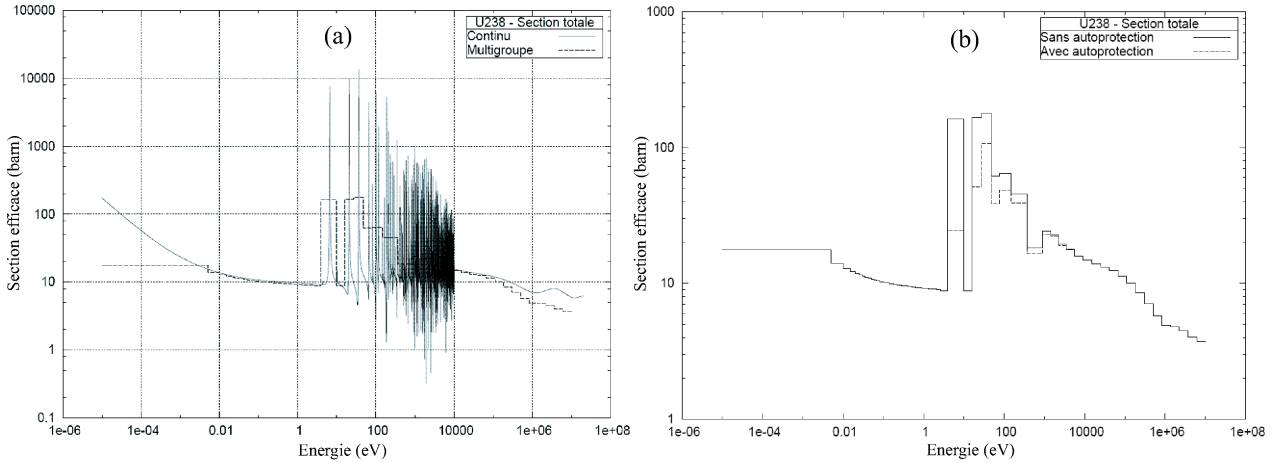 (a)
U238 - Section totale
Continu
Multigroupe
100000
10000
1000
100
10
1
0.1
Section efficace (barn)
1e-06 1e-04 0.01 1 100 10000 1e+06 1e+08
Energie (eV)
(b)
U238 - Section totale
Sans autoprotection
Avec autoprotection
1000
100
10
1
Section efficace (barn)
1e-06 1e-04 0.01 1 100 10000 1e+06 1e+08
Energie (eV)